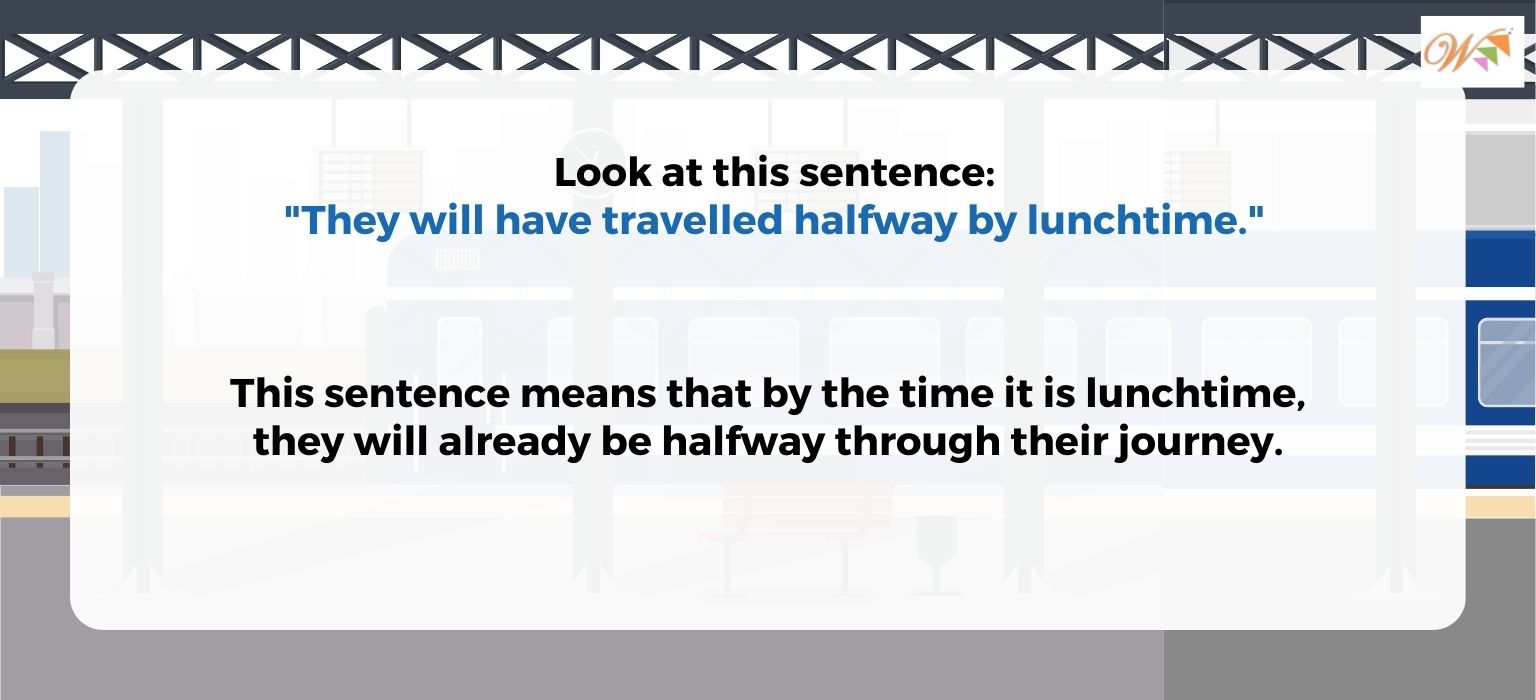 W
Look at this sentence:
"They will have travelled halfway by lunchtime."
This sentence means that by the time it is lunchtime,
they will already be halfway through their journey.